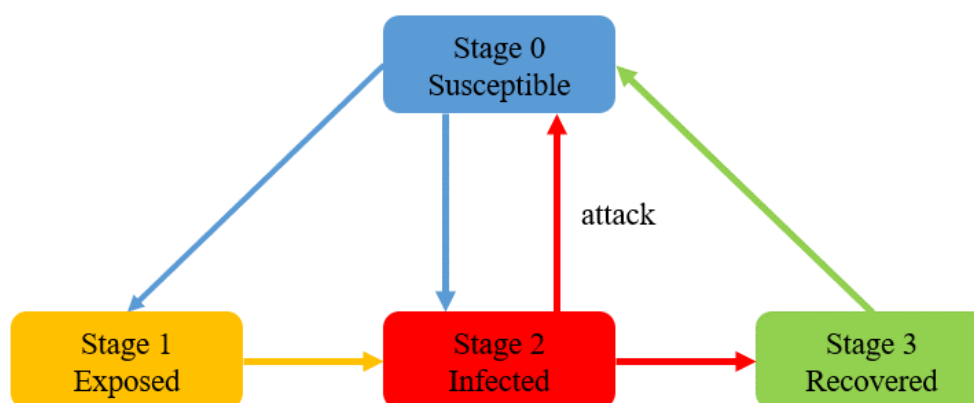 Stage 0
Susceptible
attack
Stage 1
Exposed
Stage 2
Infected
Stage 3
Recovered